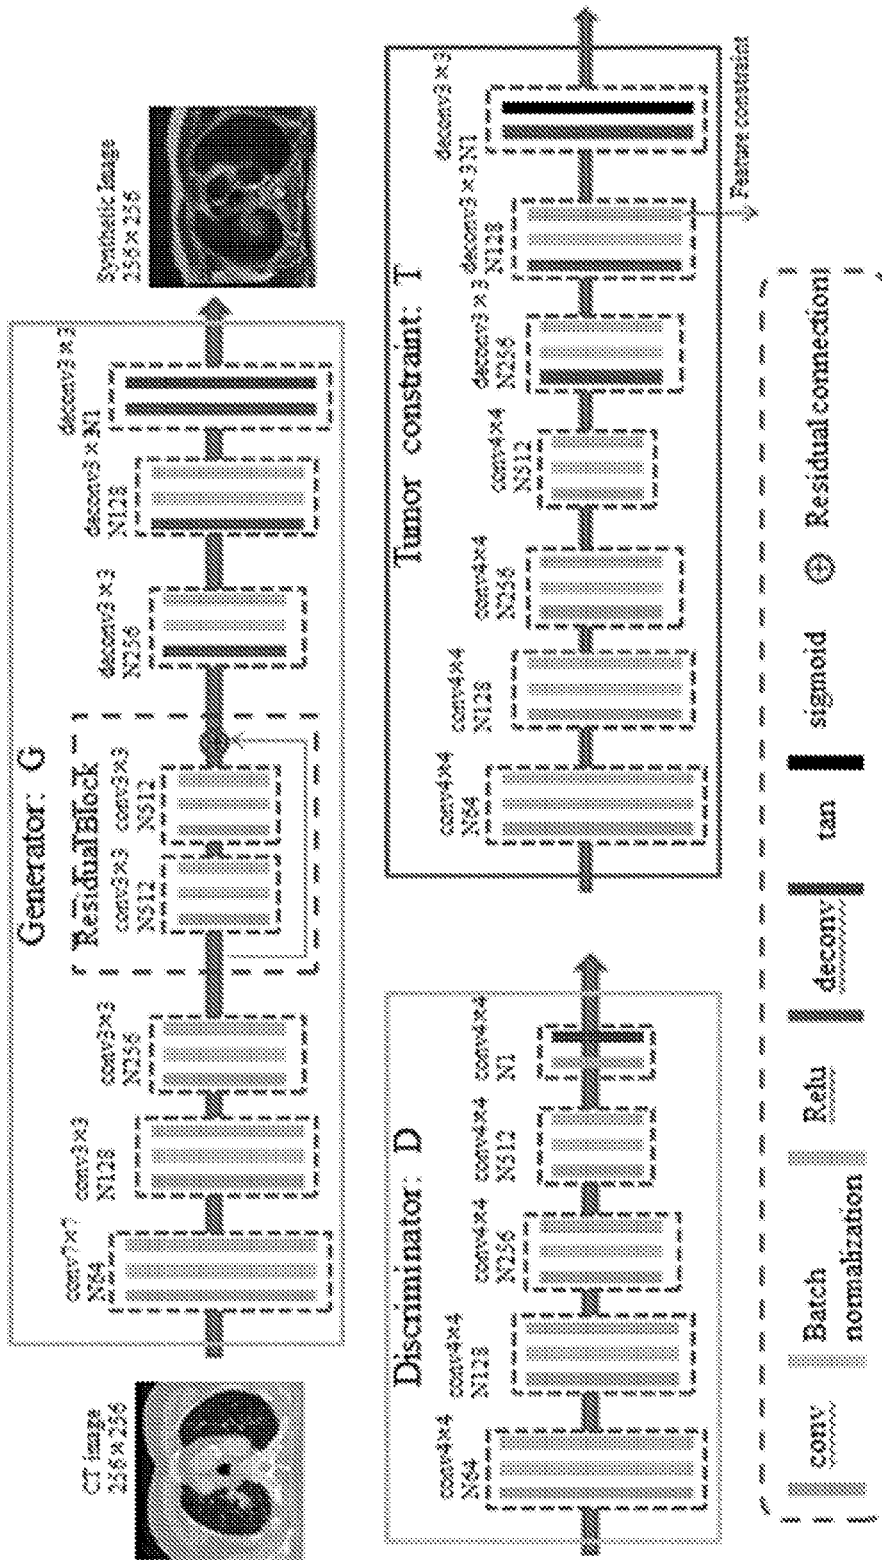 CT image
256×256
Generator: G
conv7×7
N64
conv3×3
N128
conv3×3
N256
Residual Block
conv3×3
N512
conv3×3
N512
deconv3×3
N256
deconv3×
N128
deconv3×3
N1
Synthetic Image
256×256
Discriminator: D
conv4×4
N64
conv4×4
N128
conv4×4
N256
conv4×4
N512
conv4×4
N1
Tumor constraint: T
conv4×4
N64
conv4×4
N128
conv4×4
N256
conv4×4
N512
deconv3×3
N256
deconv3×3
N128
deconv3×3
N1
Feature constraint
conv
Batch
normalization
Relu
deconv
tan
sigmoid
Residual connection